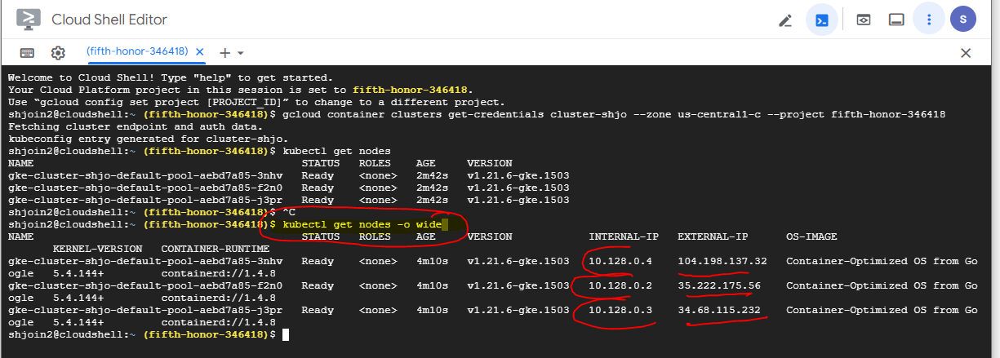 Cloud Shell Editor
S
(fifth-honor-346418)
Welcome to Cloud Shell! Type "help" to get started.
Your Cloud Platform project in this session is set to fifth-honor-346418.
Use “gcloud config set project [PROJECT_ID]” to change to a different project.
shjoin2@cloudshell:~ (fifth-honor-346418)$ gcloud container clusters get-credentials cluster-shjo --zone us-central1-c --project fifth-honor-346418
Fetching cluster endpoint and auth data.
kubeconfig entry generated for cluster-shjo.
shjoin2@cloudshell:~ (fifth-honor-346418)$ kubectl get nodes
NAME STATUS ROLES AGE VERSION
gke-cluster-shjo-default-pool-aebd7a85-3nhv Ready <none> 2m42s v1.21.6-gke.1503
gke-cluster-shjo-default-pool-aebd7a85-f2n0 Ready <none> 2m42s v1.21.6-gke.1503
gke-cluster-shjo-default-pool-aebd7a85-j3pr Ready <none> 2m42s v1.21.6-gke.1503
shjoin2@cloudshell:~ (fifth-honor-346418)$ ^C
shjoin2@cloudshell:~ (fifth-honor-346418)$ kubectl get nodes -o wide
NAME STATUS ROLES AGE VERSION INTERNAL-IP EXTERNAL-IP OS-IMAGE
KERNEL-VERSION CONTAINER-RUNTIME
gke-cluster-shjo-default-pool-aebd7a85-3nhv Ready <none> 4m10s v1.21.6-gke.1503 10.128.0.4 104.198.137.32 Container-Optimized OS from Go
ogle 5.4.144+ containerd://1.4.8
gke-cluster-shjo-default-pool-aebd7a85-f2n0 Ready <none> 4m10s v1.21.6-gke.1503 10.128.0.2 35.222.175.56 Container-Optimized OS from Go
ogle 5.4.144+ containerd://1.4.8
gke-cluster-shjo-default-pool-aebd7a85-j3pr Ready <none> 4m10s v1.21.6-gke.1503 10.128.0.3 34.68.115.232 Container-Optimized OS from Go
ogle 5.4.144+ containerd://1.4.8
shjoin2@cloudshell:~ (fifth-honor-346418)$